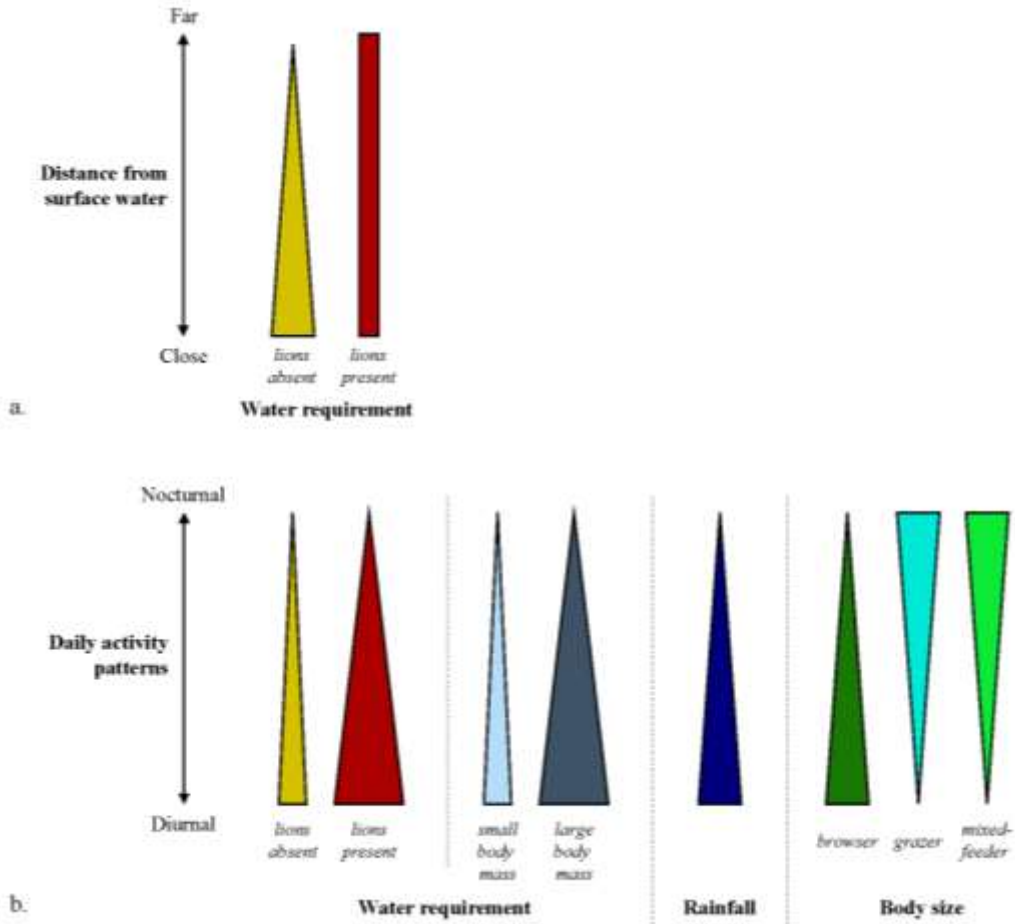 Far
Distance from
surface water
Close
lions
absent
lions
present
a.
Water requirement
Nocturnal
Daily activity
patterns
Diurnal
lions
absent
lions
present
small
body
mass
large
body
mass
browser
grazer
mixed-
feeder
b.
Water requirement
Rainfall
Body size